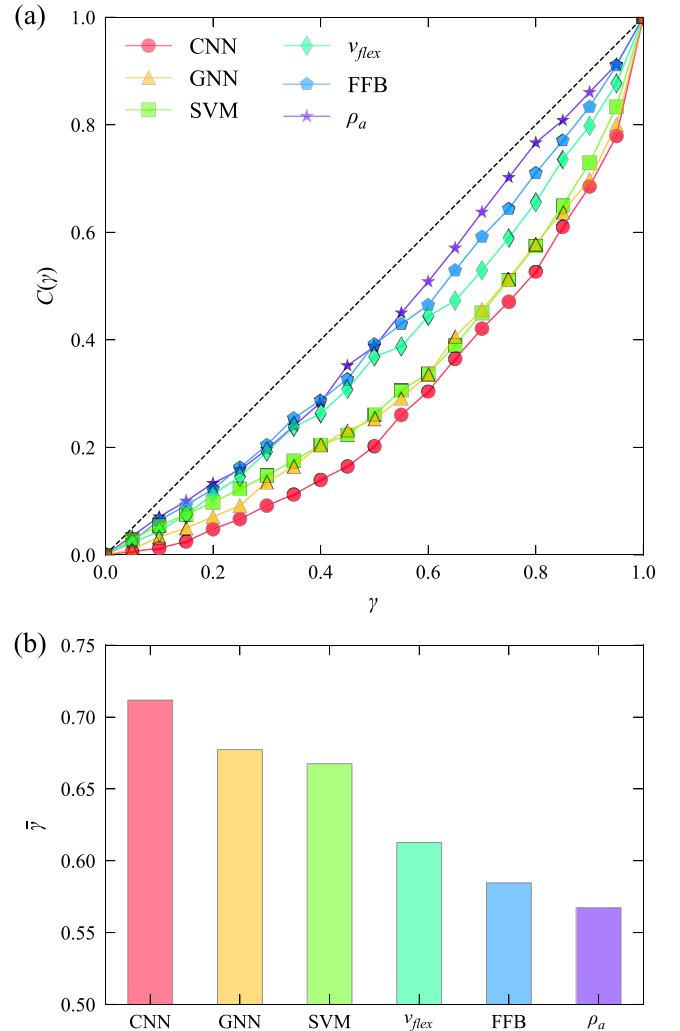 (a)
1.0
0.8
0.6
0.4
0.2
0.0
C(γ)
CNN
GNN
SVM
v_flex
FFB
ρ_a
0.0 0.2 0.4 0.6 0.8 1.0
γ
(b)
0.75
0.70
0.65
0.60
0.55
0.50
γ̄
CNN GNN SVM v_flex FFB ρ_a